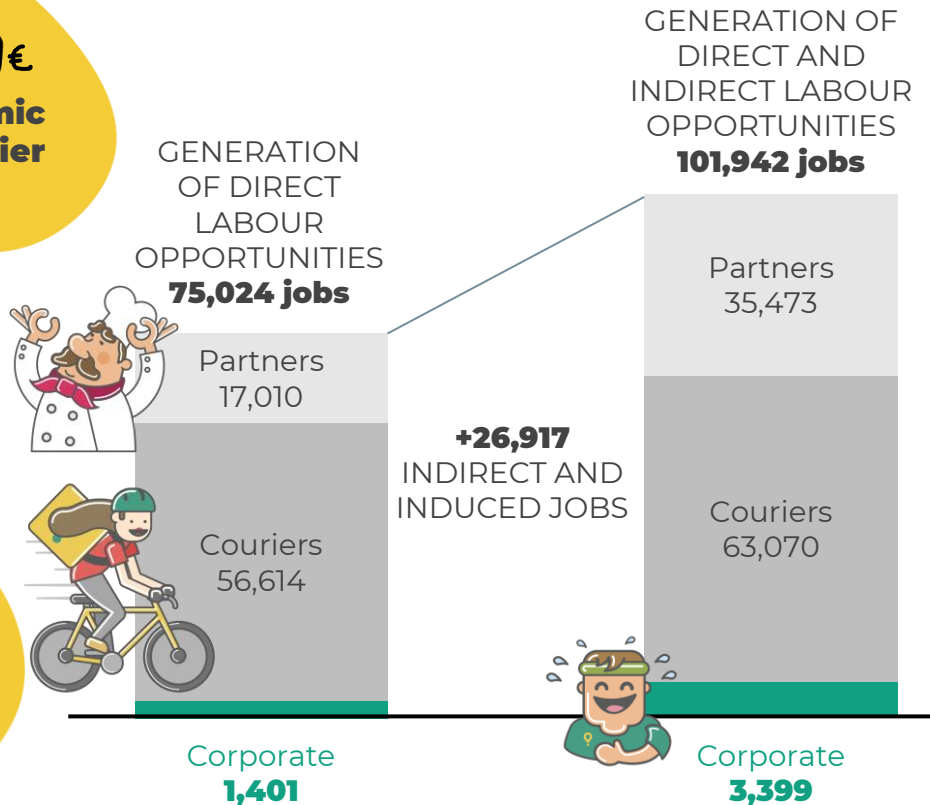 €
GENERATION
OF DIRECT
LABOUR
OPPORTUNITIES
75,024 jobs
Partners
17,010
Couriers
56,614
Corporate
1,401
+26,917
INDIRECT AND
INDUCED JOBS
GENERATION OF
DIRECT AND
INDIRECT LABOUR
OPPORTUNITIES
101,942 jobs
Partners
35,473
Couriers
63,070
Corporate
3,399